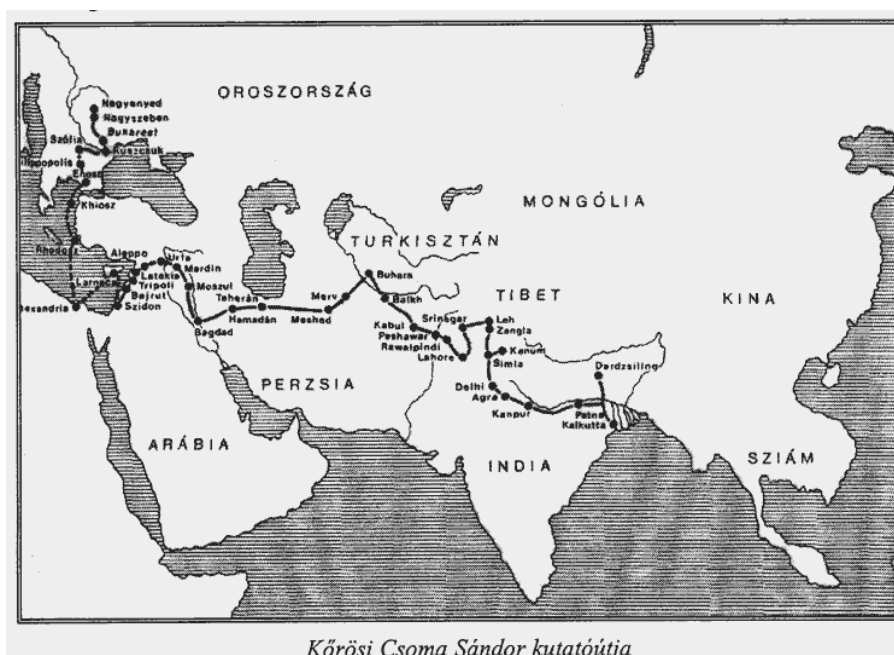 OROSZORSZÁG
Nagyenyed
Nagyszeben
Bukarest
Szófia
Ruszcsuk
Enosz
Khiosz
MONGÓLIA
TURKISZTÁN
Rhodosz
Aleppo
Urfa
Mardin
Larnaca
Latakia
Tripoli
Bejrut
Szidon
Moszul
Bagdad
Teherán
Hamadán
Meshed
Merv
Buhara
Balkh
TIBET
KINA
Kabul
Peshawar
Rawalpindi
Lahore
Srinagar
Leh
Zangla
Kanum
Simla
Dardzsiling
PERZSIA
Delhi
Agra
Kanpur
Patna
Kalkutta
ARÁBIA
INDIA
SZIÁM
Kőrösi Csoma Sándor kutatóútja